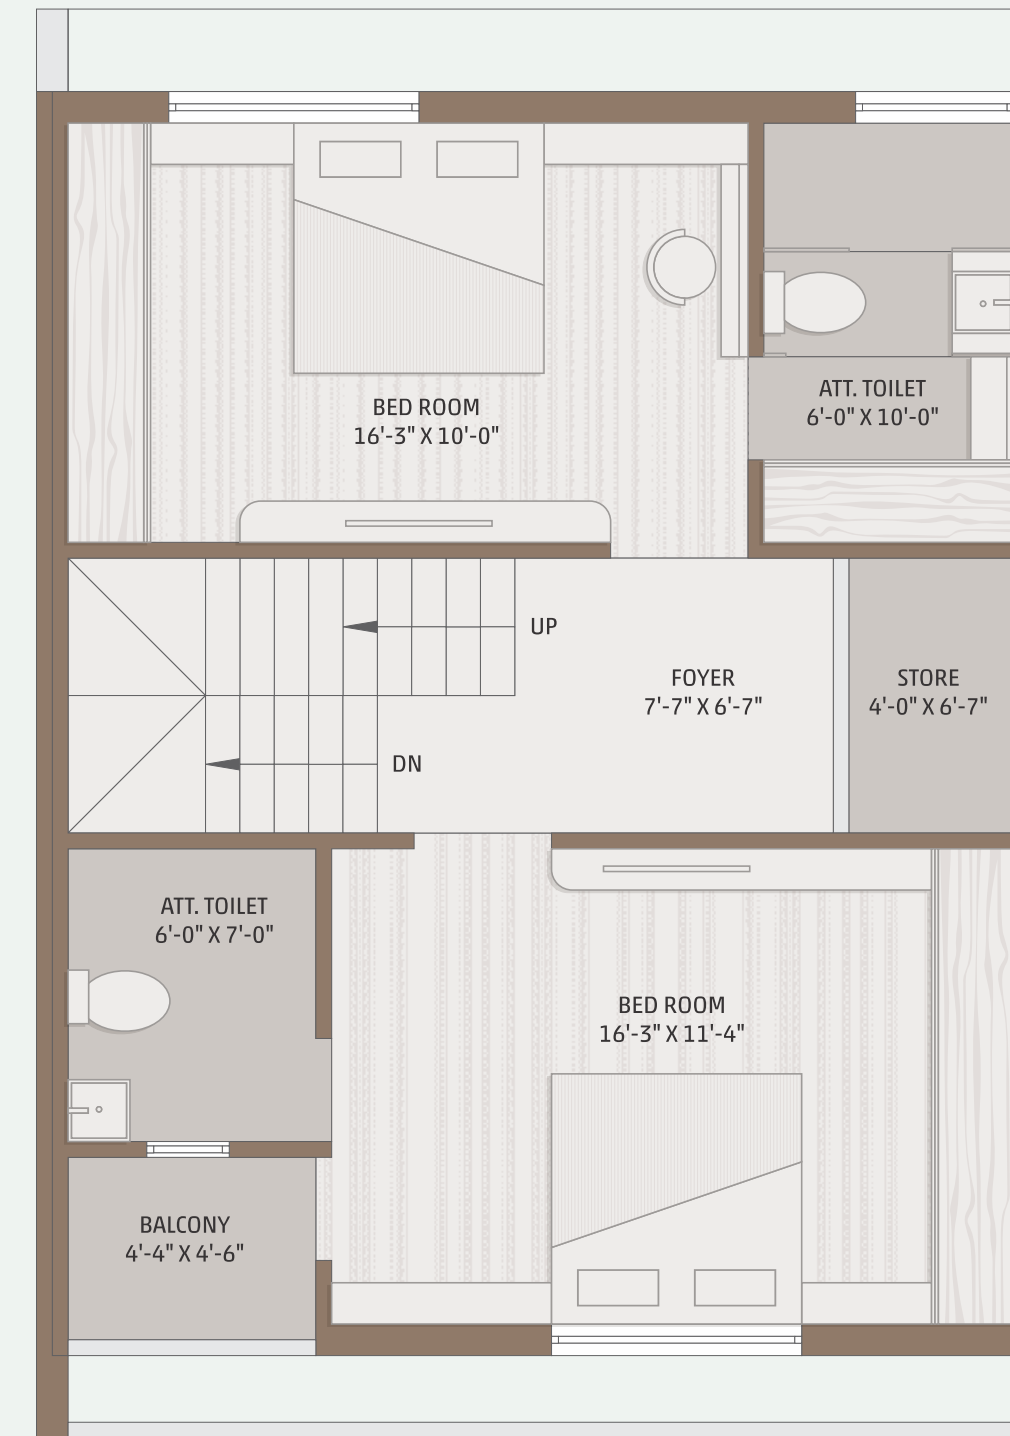 BED ROOM
16'-3" X 10'-0"
ATT. TOILET
6'-0" X 10'-0"
UP
FOYER
7'-7" X 6'-7"
STORE
4'-0" X 6'-7"
DN
ATT. TOILET
6'-0" X 7'-0"
BED ROOM
16'-3" X 11'-4"
BALCONY
4'-4" X 4'-6"